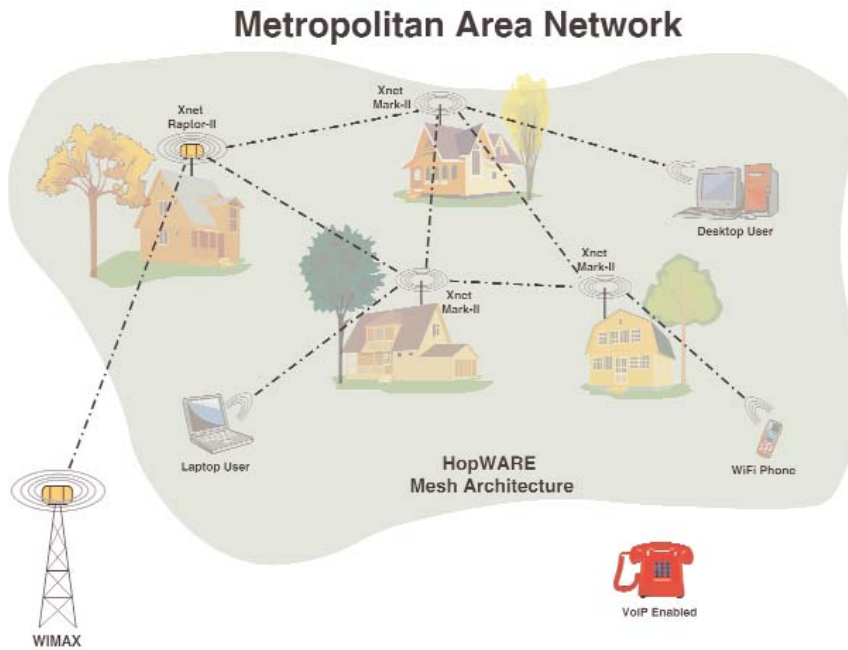 Metropolitan Area Network
Xnet
Raptor-II
Xnet
Mark-II
Desktop User
Xnet
Mark-II
Xnet
Mark-II
Laptop User
HopWARE
Mesh Architecture
WiFi Phone
VoIP Enabled
WIMAX